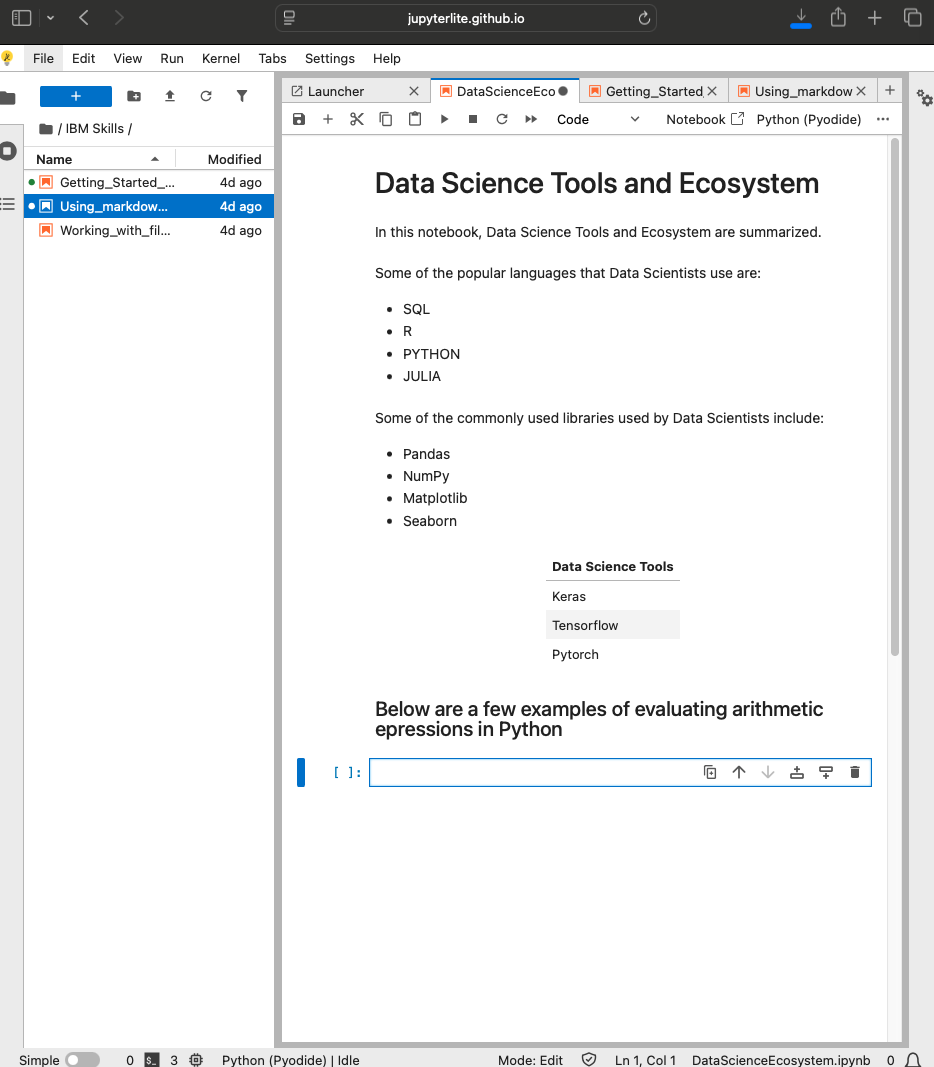 jupyterlite.github.io
File Edit View Run Kernel Tabs Settings Help
+
/ IBM Skills /
Name Modified
Getting_Started_... 4d ago
Using_markdow... 4d ago
Working_with_fil... 4d ago
Launcher DataScienceEco Getting_Started_ Using_markdow
Code Notebook Python (Pyodide) ...
Data Science Tools and Ecosystem
In this notebook, Data Science Tools and Ecosystem are summarized.
Some of the popular languages that Data Scientists use are:
• SQL
• R
• PYTHON
• JULIA
Some of the commonly used libraries used by Data Scientists include:
• Pandas
• NumPy
• Matplotlib
• Seaborn
Data Science Tools
Keras
Tensorflow
Pytorch
Below are a few examples of evaluating arithmetic
epressions in Python
[ ]:
Simple 0 $_ 3 Python (Pyodide) | Idle Mode: Edit Ln 1, Col 1 DataScienceEcosystem.ipynb 0